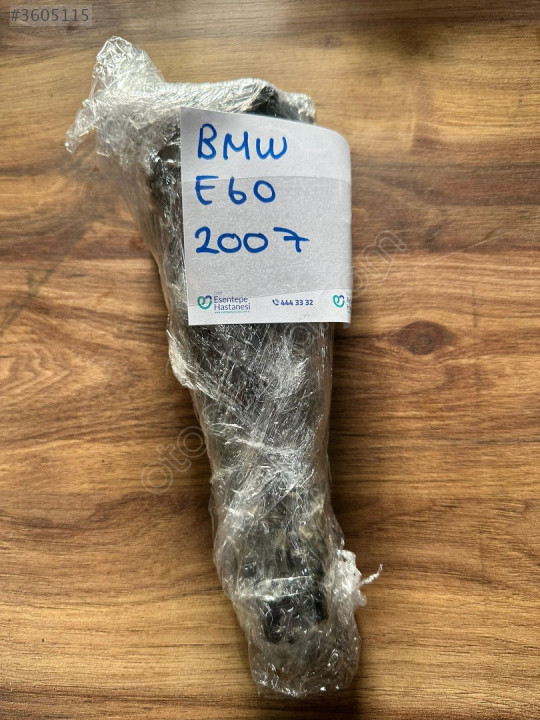 #3605115
BMW
E60
2007
Esentepe
Hastanesi
444 33 32